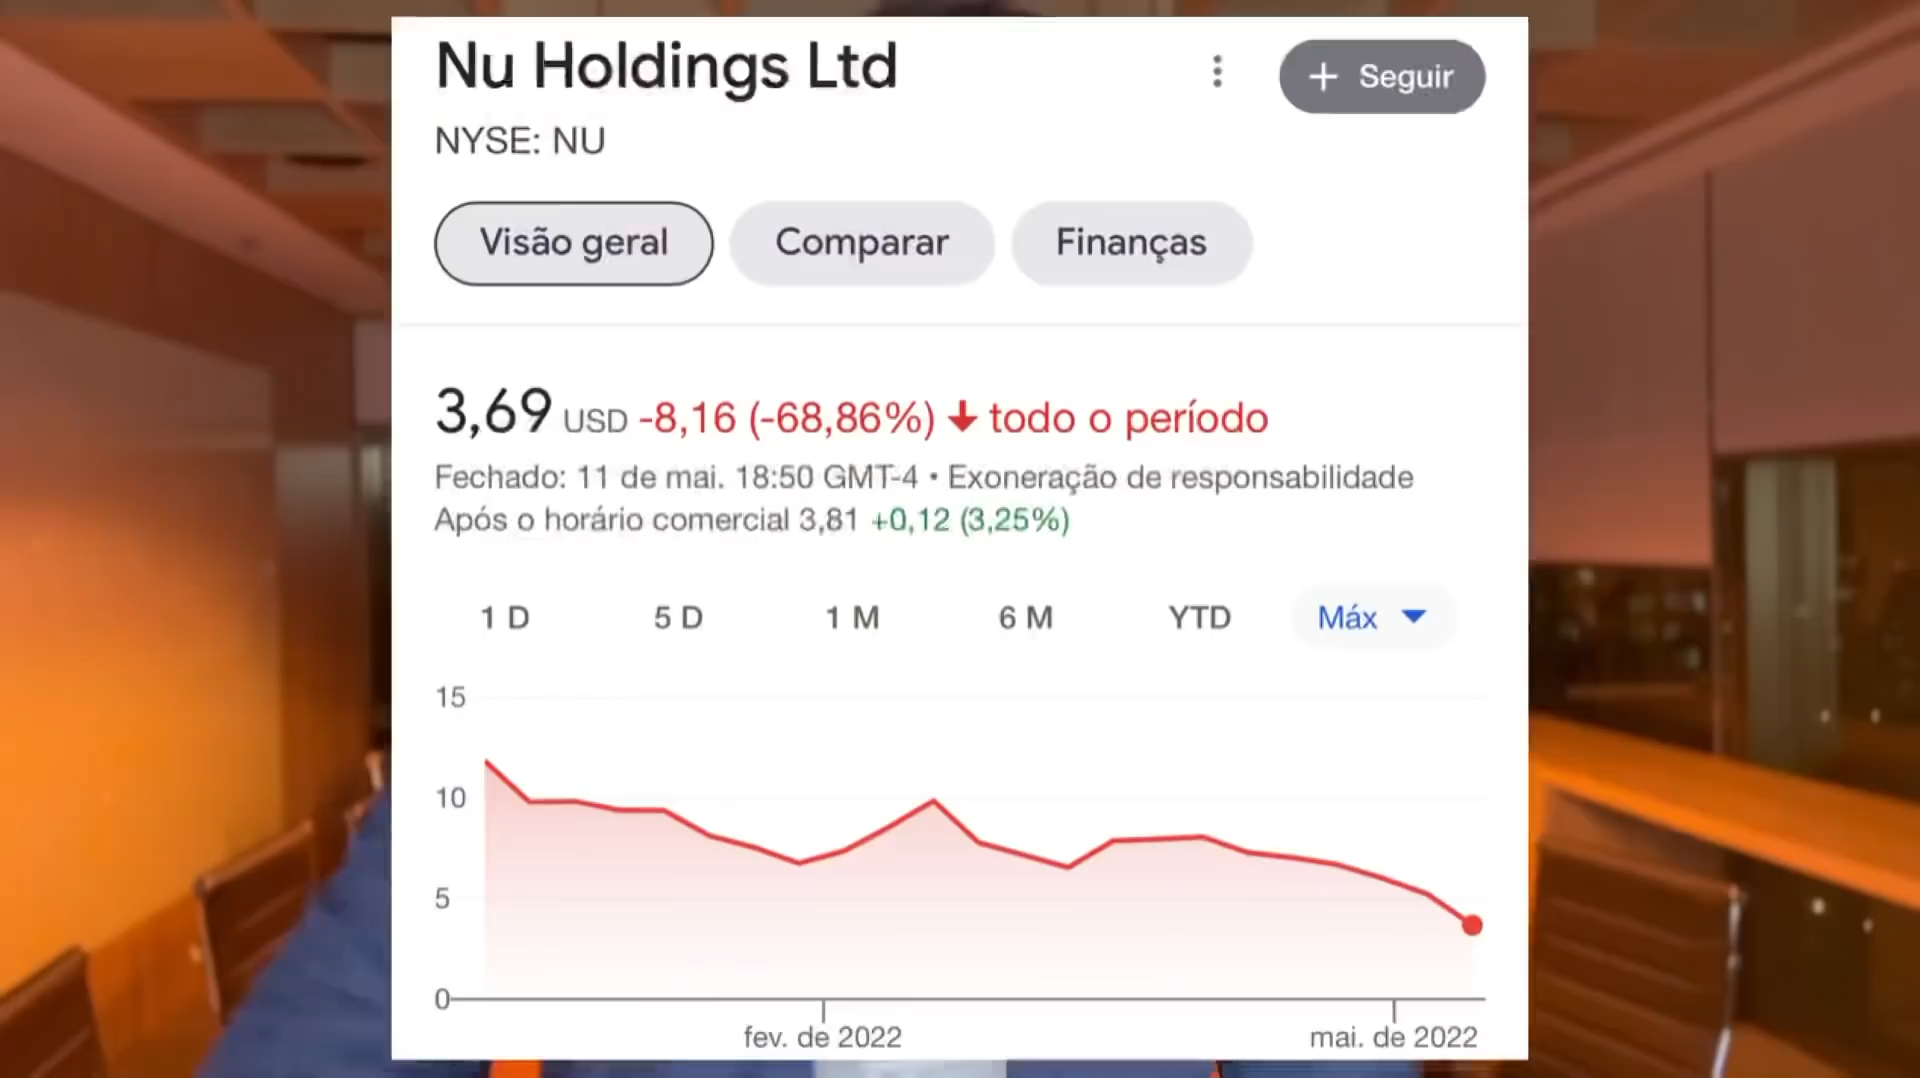 Nu Holdings Ltd
+ Seguir
NYSE: NU
Visão geral
Comparar
Finanças
3,69 USD -8,16 (-68,86%) ↓ todo o período
Fechado: 11 de mai. 18:50 GMT-4 • Exoneração de responsabilidade
Após o horário comercial 3,81 +0,12 (3,25%)
1 D 5 D 1 M 6 M YTD Máx
15
10
5
0
fev. de 2022
mai. de 2022